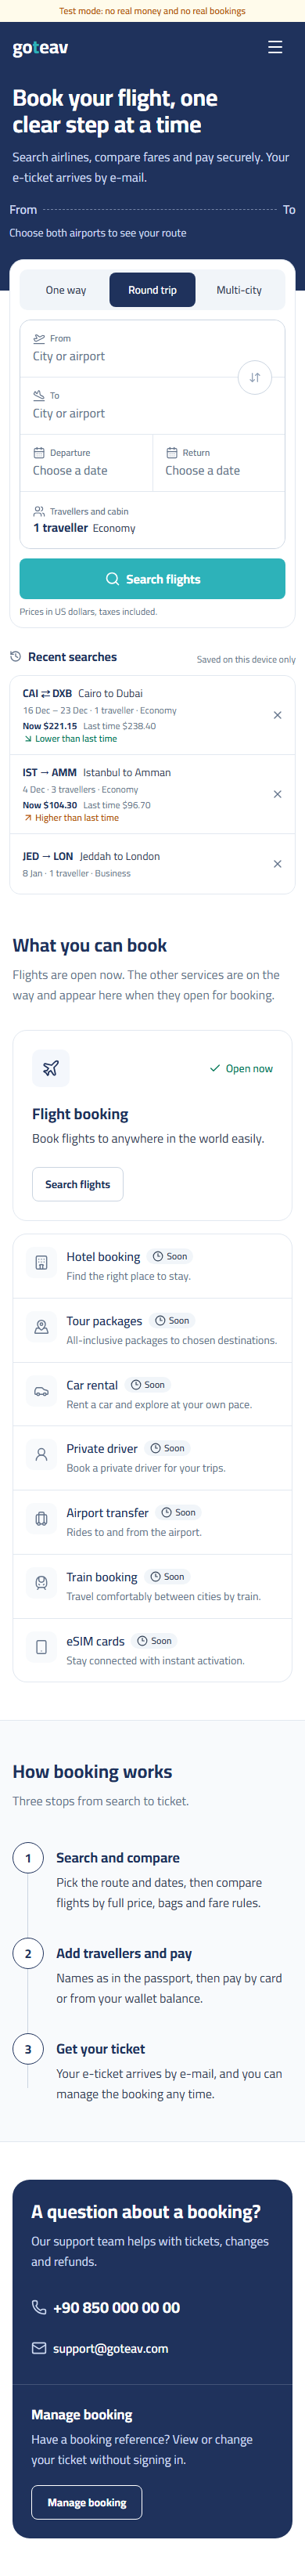 Test mode: no real money and no real bookings
goteav
Book your flight, one
clear step at a time
Search airlines, compare fares and pay securely. Your
e-ticket arrives by e-mail.
From
To
Choose both airports to see your route
One way
Round trip
Multi-city
From
City or airport
To
City or airport
Departure
Choose a date
Return
Choose a date
Travellers and cabin
1 traveller Economy
Search flights
Prices in US dollars, taxes included.
Recent searches
Saved on this device only
CAI ⇄ DXB Cairo to Dubai
16 Dec – 23 Dec · 1 traveller · Economy
Now $221.15 Last time $238.40
↘ Lower than last time
IST → AMM Istanbul to Amman
4 Dec · 3 travellers · Economy
Now $104.30 Last time $96.70
↗ Higher than last time
JED → LON Jeddah to London
8 Jan · 1 traveller · Business
What you can book
Flights are open now. The other services are on the
way and appear here when they open for booking.
Open now
Flight booking
Book flights to anywhere in the world easily.
Search flights
Hotel booking Soon
Find the right place to stay.
Tour packages Soon
All-inclusive packages to chosen destinations.
Car rental Soon
Rent a car and explore at your own pace.
Private driver Soon
Book a private driver for your trips.
Airport transfer Soon
Rides to and from the airport.
Train booking Soon
Travel comfortably between cities by train.
eSIM cards Soon
Stay connected with instant activation.
How booking works
Three stops from search to ticket.
1
Search and compare
Pick the route and dates, then compare
flights by full price, bags and fare rules.
2
Add travellers and pay
Names as in the passport, then pay by card
or from your wallet balance.
3
Get your ticket
Your e-ticket arrives by e-mail, and you can
manage the booking any time.
A question about a booking?
Our support team helps with tickets, changes
and refunds.
+90 850 000 00 00
support@goteav.com
Manage booking
Have a booking reference? View or change
your ticket without signing in.
Manage booking